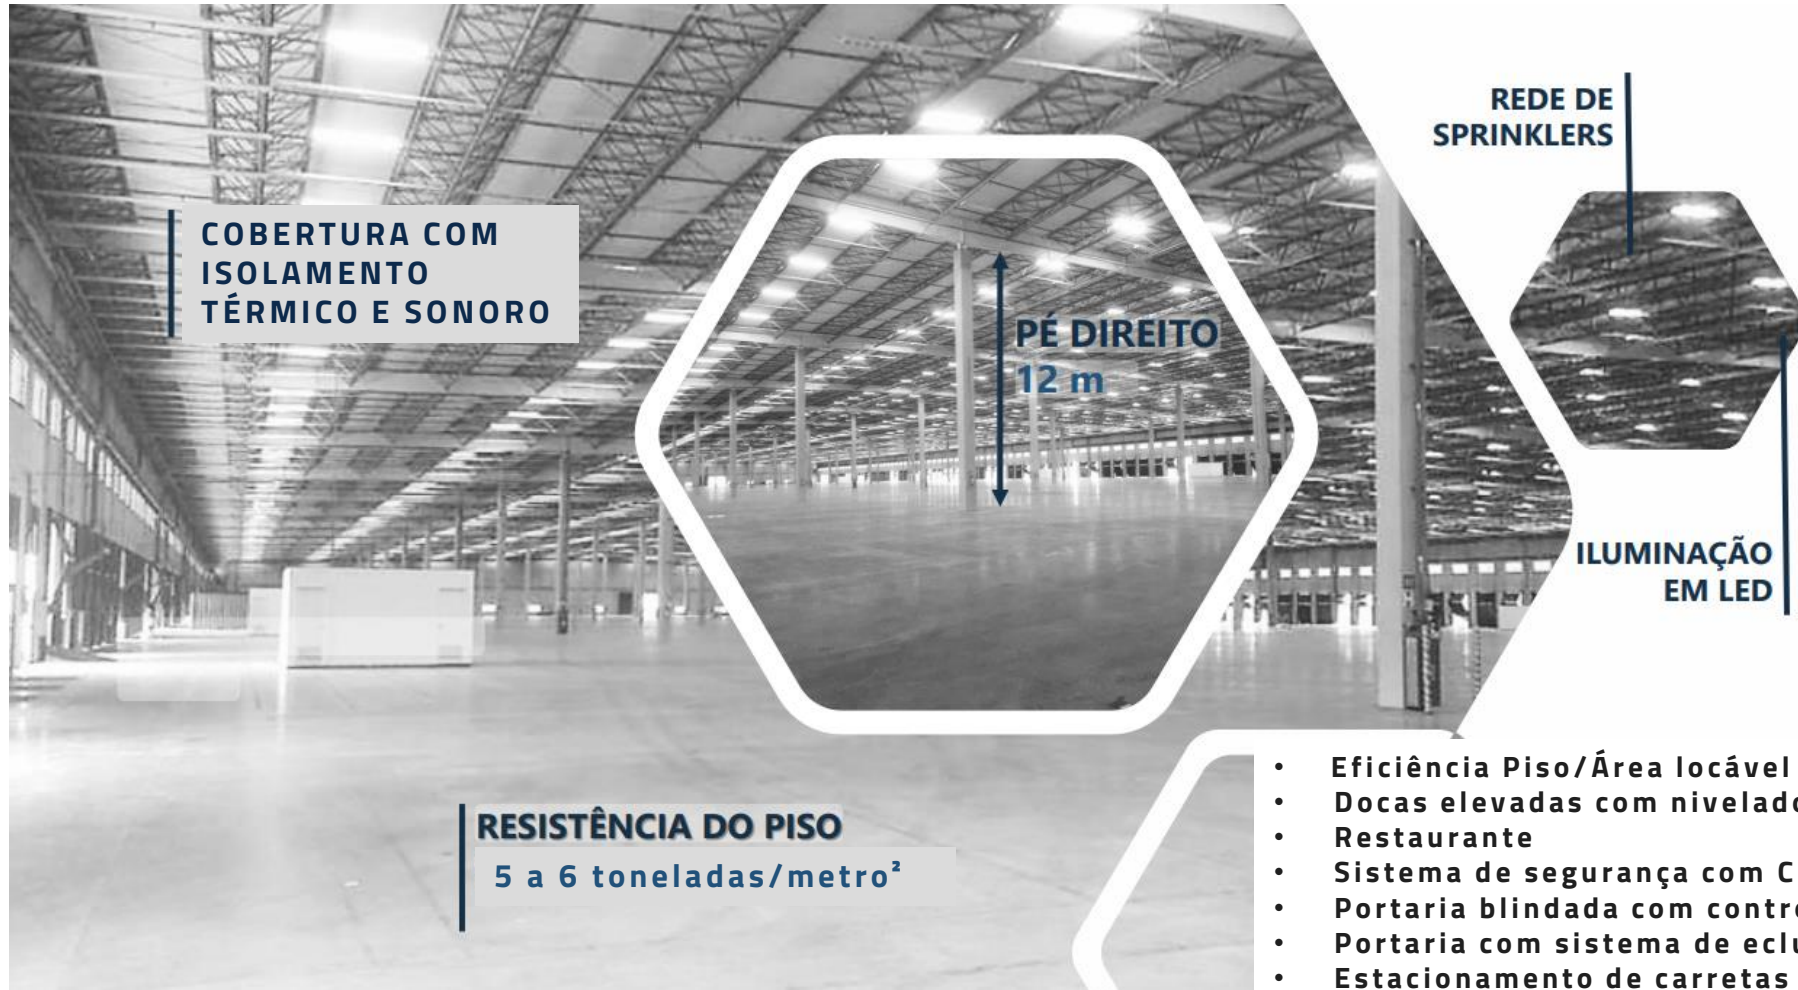 REDE DE
SPRINKLERS
COBERTURA COM
ISOLAMENTO
TÉRMICO E SONORO
PÉ DIREITO
12 m
ILUMINAÇÃO
EM LED
RESISTÊNCIA DO PISO
5 a 6 toneladas/metro²
• Eficiência Piso/Área locável
• Docas elevadas com
• Restaurante
• Sistema de segurança com
• Portaria blindada com
• Portaria com sistema de
• Estacionamento de carretas